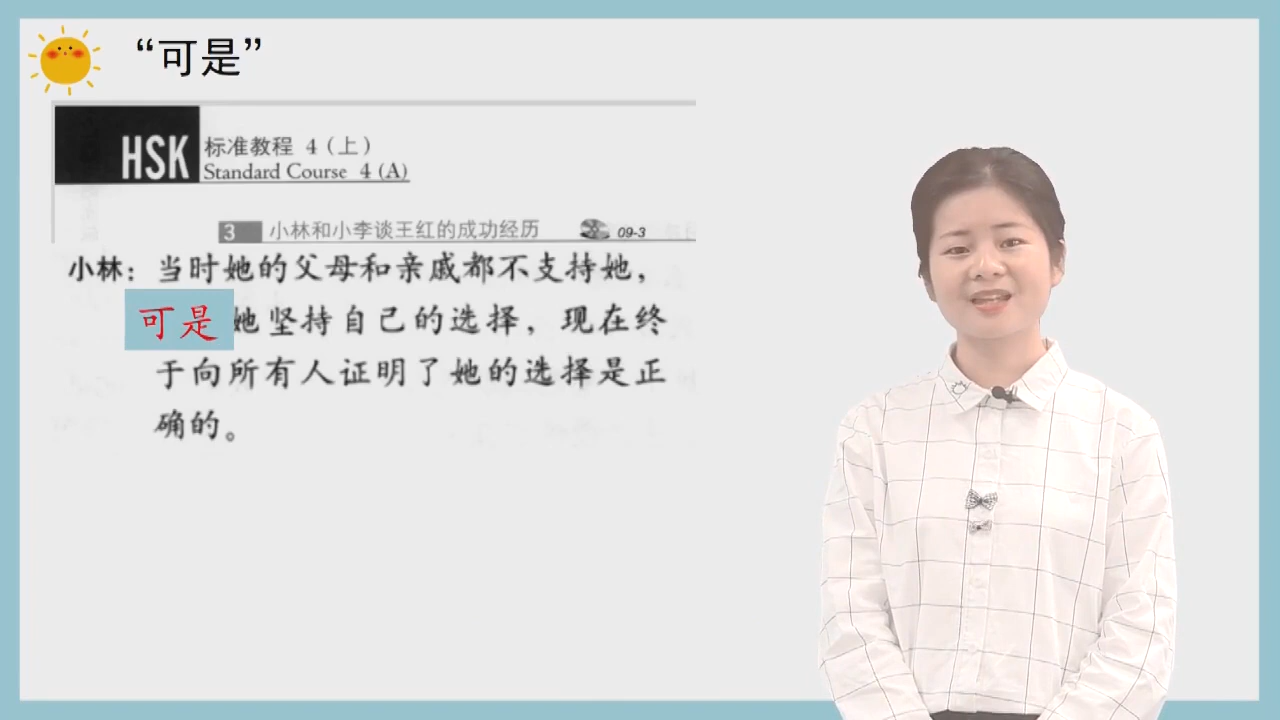 “可是”
HSK 标准教程 4（上）
Standard Course 4 (A)
3 小林和小李谈王红的成功经历 09-3
小林：当时她的父母和亲戚都不支持她，
可是她坚持自己的选择，现在终
于向所有人证明了她的选择是正
确的。